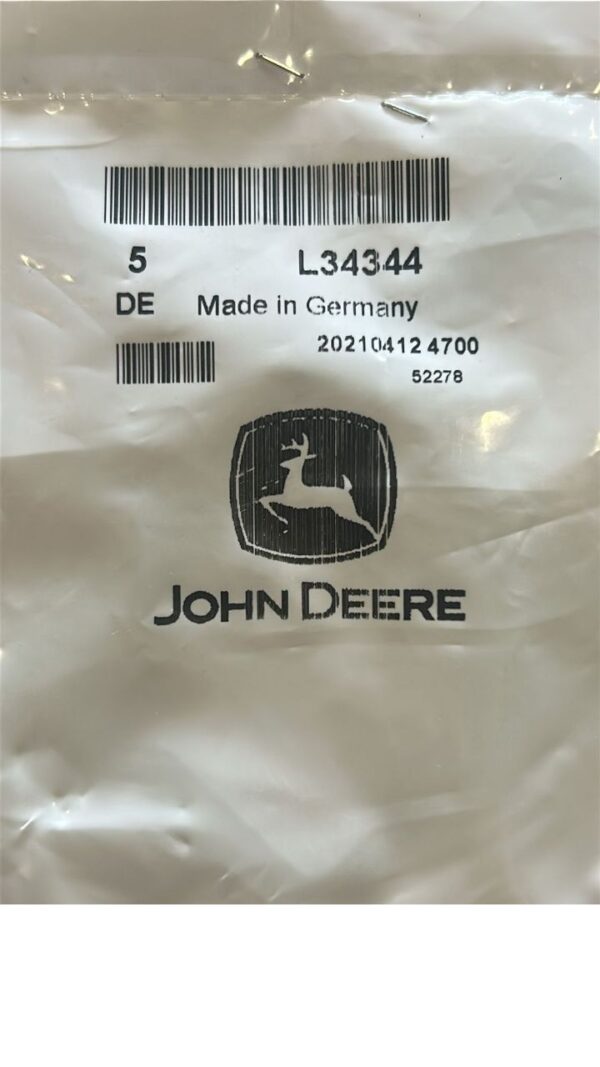 5 L34344
DE Made in Germany
20210412 4700
52278
JOHN DEERE